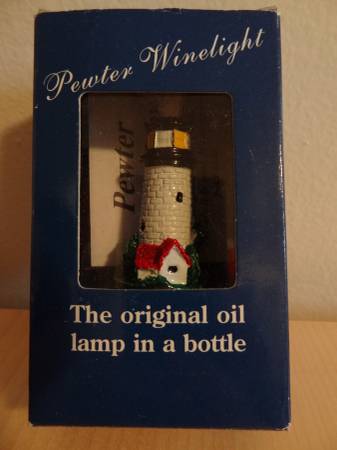 Pewter Winelight
Pewter
The original oil
lamp in a bottle